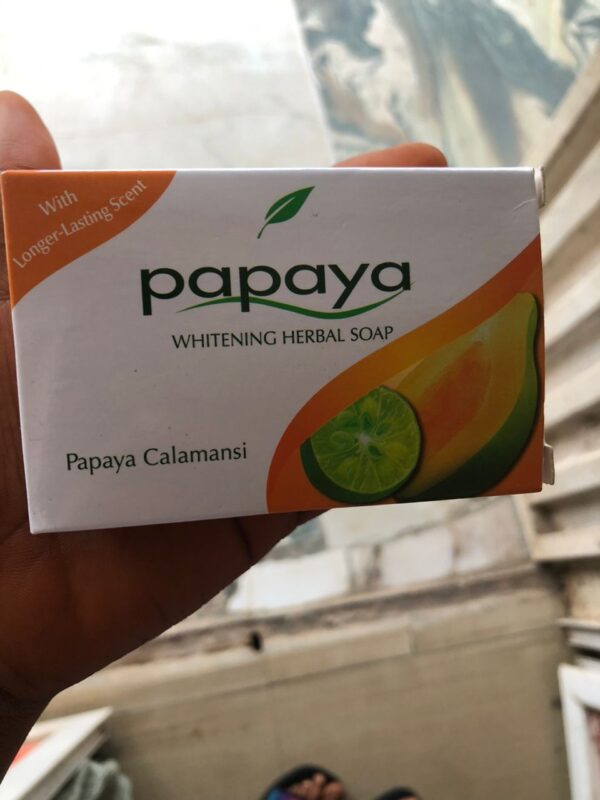 With
Longer-Lasting Scent
papaya
WHITENING HERBAL SOAP
Papaya Calamansi